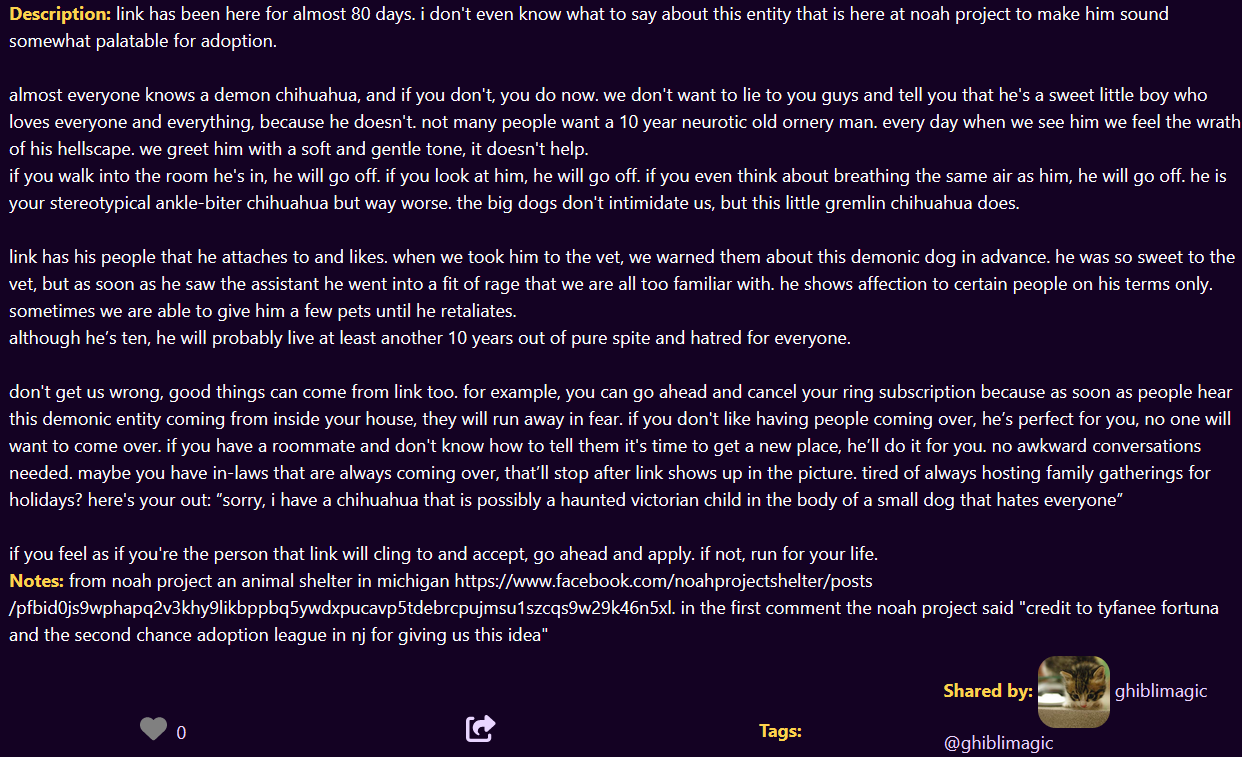 Description: link has been here for almost 80 days. i don't even know what to say about this entity that is here at noah project to make him sound
somewhat palatable for adoption.
almost everyone knows a demon chihuahua, and if you don't, you do now. we don't want to lie to you guys and tell you that he's a sweet little boy who
loves everyone and everything, because he doesn't. not many people want a 10 year neurotic old ornery man. every day when we see him we feel the wrath
of his hellscape. we greet him with a soft and gentle tone, it doesn't help.
if you walk into the room he's in, he will go off. if you look at him, he will go off. if you even think about breathing the same air as him, he will go off. he is
your stereotypical ankle-biter chihuahua but way worse. the big dogs don't intimidate us, but this little gremlin chihuahua does.
link has his people that he attaches to and likes. when we took him to the vet, we warned them about this demonic dog in advance. he was so sweet to the
vet, but as soon as he saw the assistant he went into a fit of rage that we are all too familiar with. he shows affection to certain people on his terms only.
sometimes we are able to give him a few pets until he retaliates.
although he’s ten, he will probably live at least another 10 years out of pure spite and hatred for everyone.
don't get us wrong, good things can come from link too. for example, you can go ahead and cancel your ring subscription because as soon as people hear
this demonic entity coming from inside your house, they will run away in fear. if you don't like having people coming over, he’s perfect for you, no one will
want to come over. if you have a roommate and don't know how to tell them it's time to get a new place, he’ll do it for you. no awkward conversations
needed. maybe you have in-laws that are always coming over, that’ll stop after link shows up in the picture. tired of always hosting family gatherings for
holidays? here's your out: “sorry, i have a chihuahua that is possibly a haunted victorian child in the body of a small dog that hates everyone”
if you feel as if you're the person that link will cling to and accept, go ahead and apply. if not, run for your life.
Notes: from noah project an animal shelter in michigan https://www.facebook.com/noahprojectshelter/posts
/pfbid0js9wphapq2v3khy9likbppbq5ywdxpucavp5tdebrcpujmsu1szcqs9w29k46n5xl. in the first comment the noah project said "credit to tyfanee fortuna
and the second chance adoption league in nj for giving us this idea"
0
Tags:
Shared by: ghiblimagic
@ghiblimagic